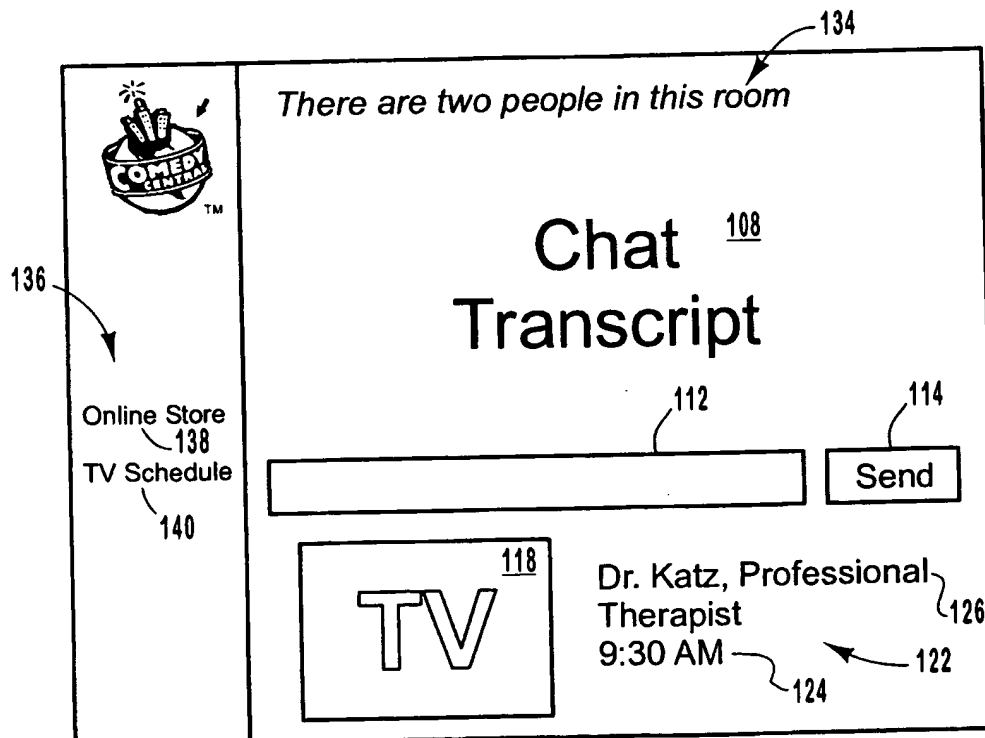 134
There are two people in this room
COMEDY
CENTRAL
TM
Chat 108
Transcript
136
Online Store
138
TV Schedule
140
112
114
Send
TV
118
Dr. Katz, Professional
Therapist
126
9:30 AM
122
124